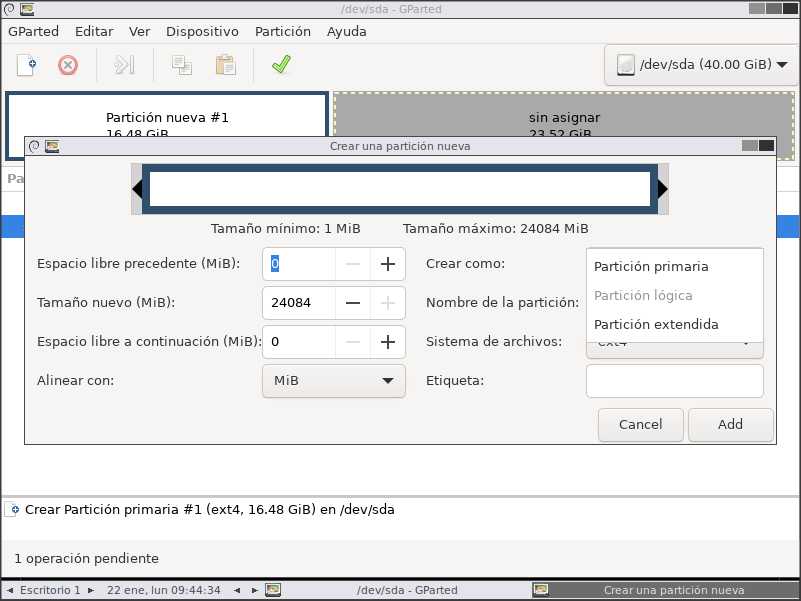 /dev/sda - GParted
GParted Editar Ver Dispositivo Partición Ayuda
/dev/sda (40.00 GiB)
Partición nueva #1
16.48 GiB
sin asignar
23.52 GiB
Pa
Crear una partición nueva
Tamaño mínimo: 1 MiB Tamaño máximo: 24084 MiB
Espacio libre precedente (MiB): 0
Crear como:
Partición primaria
Partición lógica
Partición extendida
Tamaño nuevo (MiB): 24084
Nombre de la partición:
Espacio libre a continuación (MiB): 0
Sistema de archivos: ext4
Alinear con: MiB
Etiqueta:
Cancel Add
Crear Partición primaria #1 (ext4, 16.48 GiB) en /dev/sda
1 operación pendiente
Escritorio 1 22 ene, lun 09:44:34 /dev/sda - GParted Crear una partición nueva